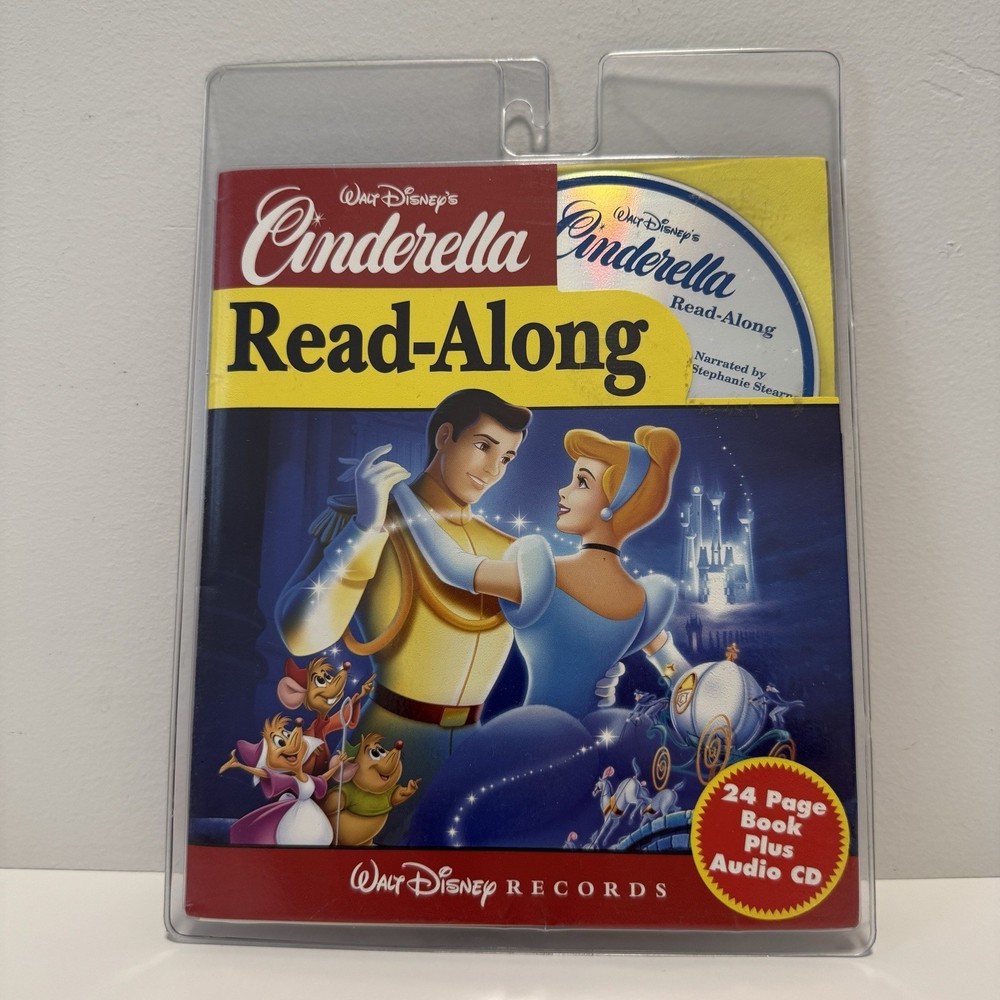 WALT DISNEY'S
Cinderella
Read-Along
WALT DISNEY'S
Cinderella
Read-Along
Narrated by
Stephanie
24 Page
Book
Plus
Audio CD
WALT DISNEY RECORDS